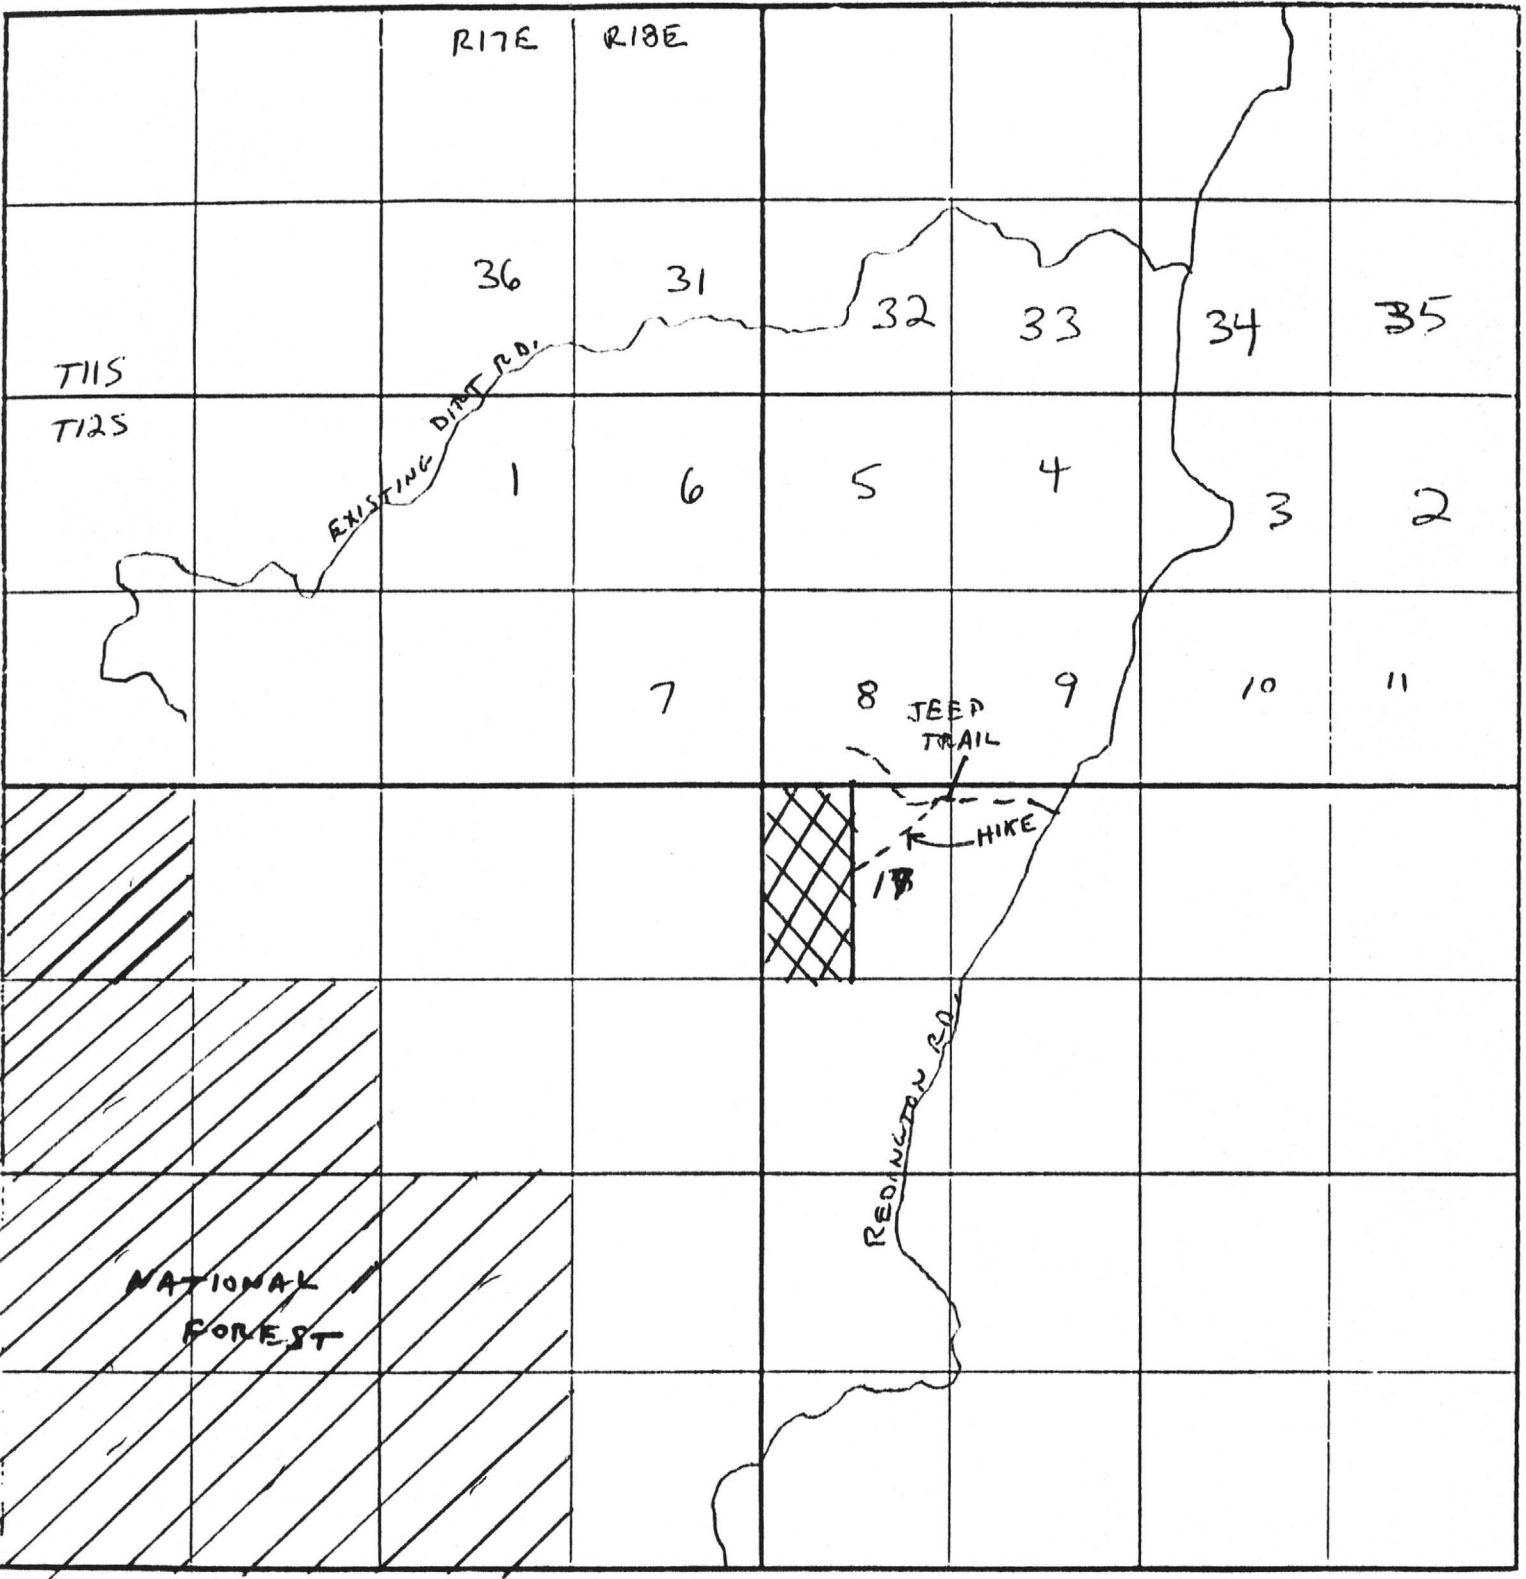 R17E R18E
36 31 32 33 34 35
T11S
T12S
EXISTING DIRT RD.
1 6 5 4 3 2
7 8 9 10 11
JEEP
TRAIL
HIKE
REDINGTON RD
NATIONAL
FOREST